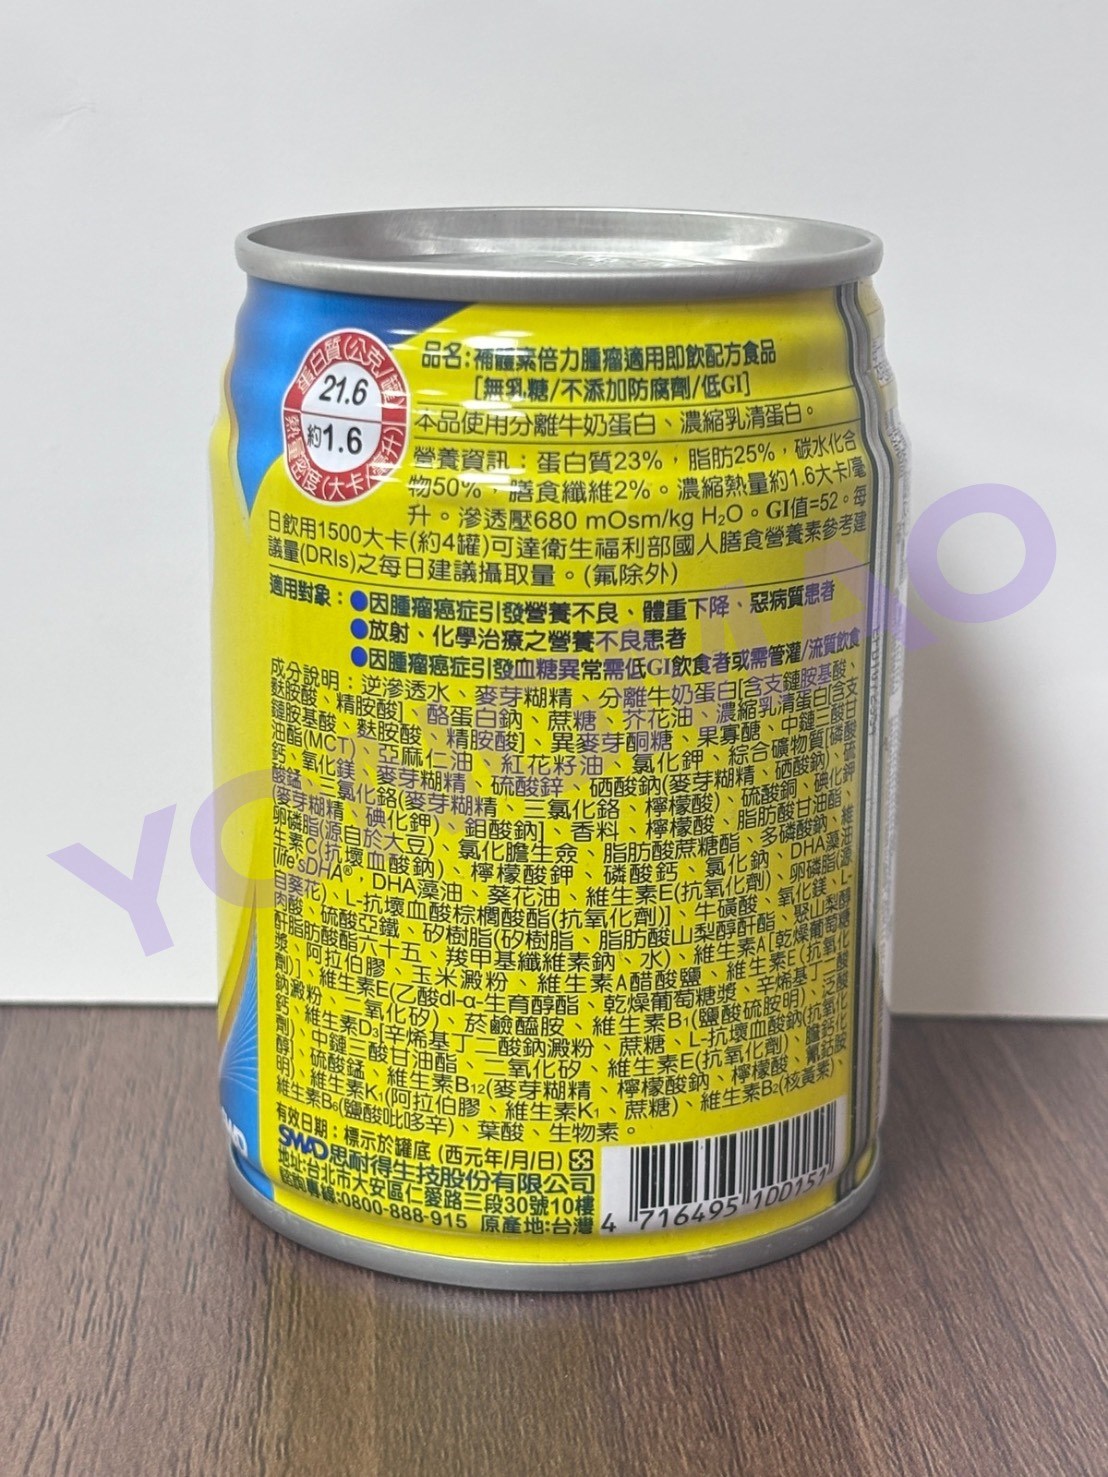 蛋白質(公克/罐)
21.6
約1.6
熱量密度(大卡/毫升)
品名:補體素倍力腫瘤適用即飲配方食品
[無乳糖/不添加防腐劑/低GI]
本品使用分離牛奶蛋白、濃縮乳清蛋白。
營養資訊：蛋白質23%，脂肪25%，碳水化合
物50%，膳食纖維2%。濃縮熱量約1.6大卡/毫
升。滲透壓680 mOsm/kg H₂O。GI值=52。每
日飲用1500大卡(約4罐)可達衛生福利部國人膳食營養素參考建
議量(DRIs)之每日建議攝取量。(氟除外)
適用對象：●因腫瘤癌症引發營養不良、體重下降、惡病質患者
●放射、化學治療之營養不良患者
●因腫瘤癌症引發血糖異常需低GI飲食者或需管灌/流質飲食
成分說明：逆滲透水、麥芽糊精、分離牛奶蛋白[含支鏈胺基酸、
麩胺酸、精胺酸]、酪蛋白鈉、蔗糖、芥花油、濃縮乳清蛋白[含支
鏈胺基酸、麩胺酸、精胺酸]、異麥芽酮糖、果寡醣、中鏈三酸甘
油酯(MCT)、亞麻仁油、紅花籽油、氯化鉀、綜合礦物質[磷酸
鈣、氧化鎂、麥芽糊精、硫酸鋅、硒酸鈉(麥芽糊精、硒酸鈉)、硫
酸錳、三氯化鉻(麥芽糊精、三氯化鉻、檸檬酸)、硫酸銅、碘化鉀
(麥芽糊精、碘化鉀)、鉬酸鈉]、香料、檸檬酸、脂肪酸甘油酯、
卵磷脂(源自於大豆)、氯化膽生僉、脂肪酸蔗糖酯、多磷酸鈉、維
生素C(抗壞血酸鈉)、檸檬酸鉀、磷酸鈣、氯化鈉、DHA藻油
[life'sDHA®，DHA藻油、葵花油、維生素E(抗氧化劑)、卵磷脂(源
自葵花)、L-抗壞血酸棕櫚酸酯(抗氧化劑)]、牛磺酸、氧化鎂、L-
肉酸、硫酸亞鐵、矽樹脂(矽樹脂、脂肪酸山梨醇酐酯、聚山梨醇
酐脂肪酸酯六十五、羧甲基纖維素鈉、水)、維生素A[乾燥葡萄糖
漿、阿拉伯膠、玉米澱粉、維生素A醋酸鹽、維生素E(抗氧化
劑)]、維生素E(乙酸dl-α-生育醇酯、乾燥葡萄糖漿、辛烯基丁二酸
鈉澱粉、二氧化矽)、菸鹼醯胺、維生素B₁(鹽酸硫胺明)、泛酸
鈣、維生素D₃[辛烯基丁二酸鈉澱粉、蔗糖、L-抗壞血酸鈉(抗氧化
劑)、中鏈三酸甘油酯、二氧化矽、維生素E(抗氧化劑)、膽鈣化
醇]、硫酸錳、維生素B₁₂(麥芽糊精、檸檬酸鈉、檸檬酸、氰鈷胺
明)、維生素K₁(阿拉伯膠、維生素K₁、蔗糖)、維生素B₂(核黃素)、
維生素B₆(鹽酸吡哆辛)、葉酸、生物素。
有效日期：標示於罐底 (西元年/月/日)
SMAD思耐得生技股份有限公司
地址:台北市大安區仁愛路三段30號10樓
諮詢專線:0800-888-915 原產地:台灣
4 716495 100151